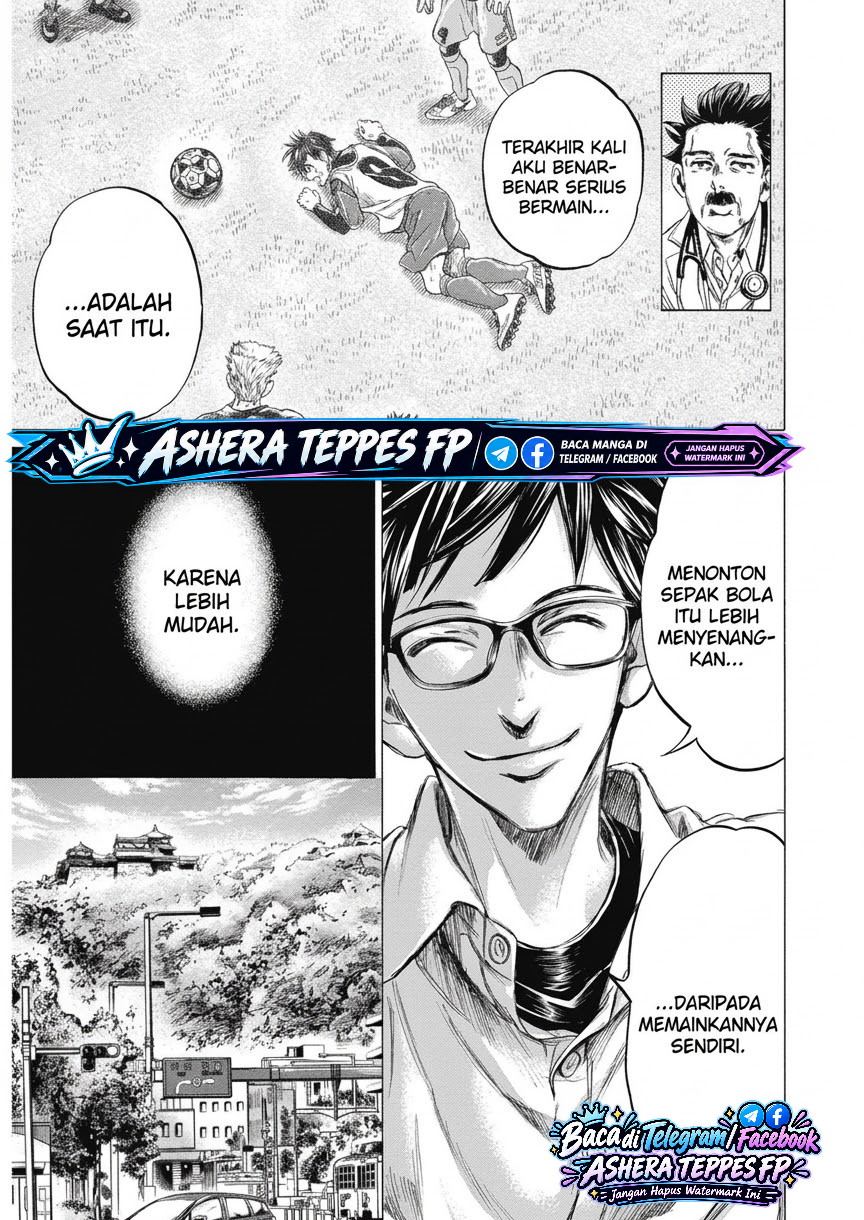 TERAKHIR KALI
AKU BENAR-
BENAR SERIUS
BERMAIN...
...ADALAH
SAAT ITU.
ASHERA TEPPES FP
BACA MANGA DI
TELEGRAM / FACEBOOK
JANGAN HAPUS
WATERMARK INI
MENONTON
SEPAK BOLA
ITU LEBIH
MENYENANG-
KAN...
KARENA
LEBIH
MUDAH.
...DARIPADA
MEMAINKANNYA
SENDIRI.
Baca di Telegram/Facebook
ASHERA TEPPES FP
Jangan Hapus Watermark Ini